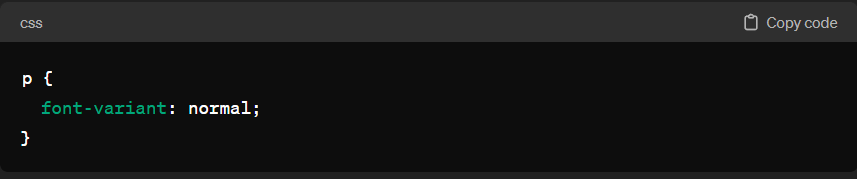 css
Copy code
p {
  font-variant: normal;
}